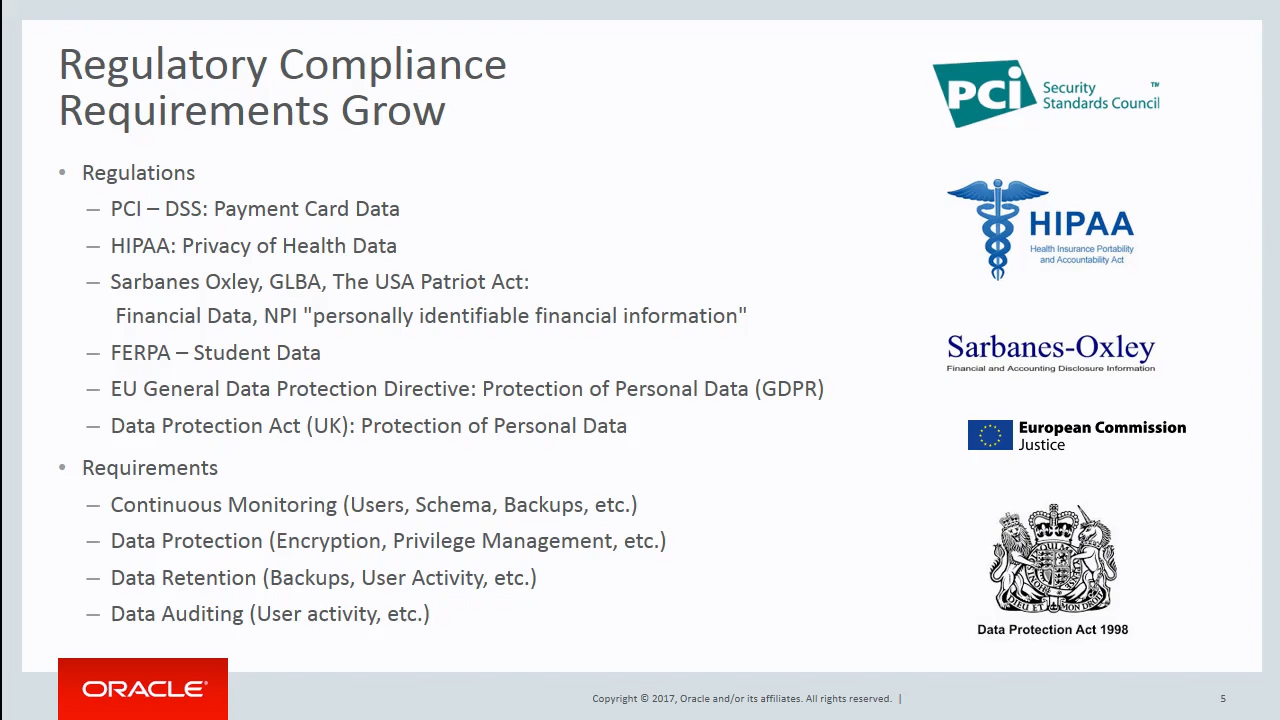 Regulatory Compliance
Requirements Grow
• Regulations
– PCI – DSS: Payment Card Data
– HIPAA: Privacy of Health Data
– Sarbanes Oxley, GLBA, The USA Patriot Act:
Financial Data, NPI "personally identifiable financial information"
– FERPA – Student Data
– EU General Data Protection Directive: Protection of Personal Data (GDPR)
– Data Protection Act (UK): Protection of Personal Data
• Requirements
– Continuous Monitoring (Users, Schema, Backups, etc.)
– Data Protection (Encryption, Privilege Management, etc.)
– Data Retention (Backups, User Activity, etc.)
– Data Auditing (User activity, etc.)
PCi Security ™
Standards Council
HIPAA
Health Insurance Portability
and Accountability Act
Sarbanes-Oxley
Financial and Accounting Disclosure Information
European Commission
Justice
DIEU ET MON DROIT
Data Protection Act 1998
ORACLE®
Copyright © 2017, Oracle and/or its affiliates. All rights reserved. |
5